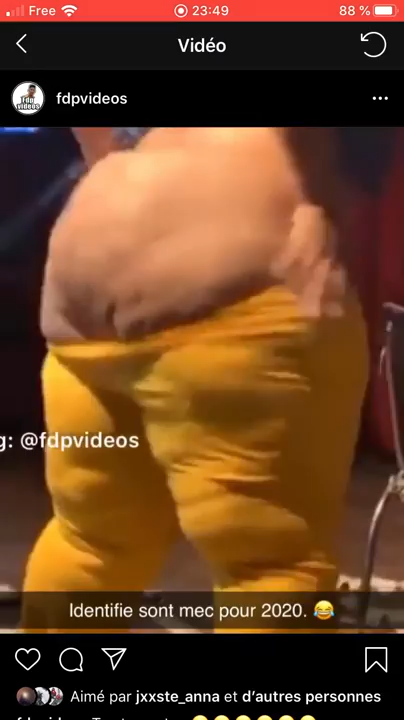 Free 23:49 88 %
Vidéo
fdpvideos
g: @fdpvideos
Identifie sont mec pour 2020. 😂
Aimé par jxxste_anna et d'autres personnes